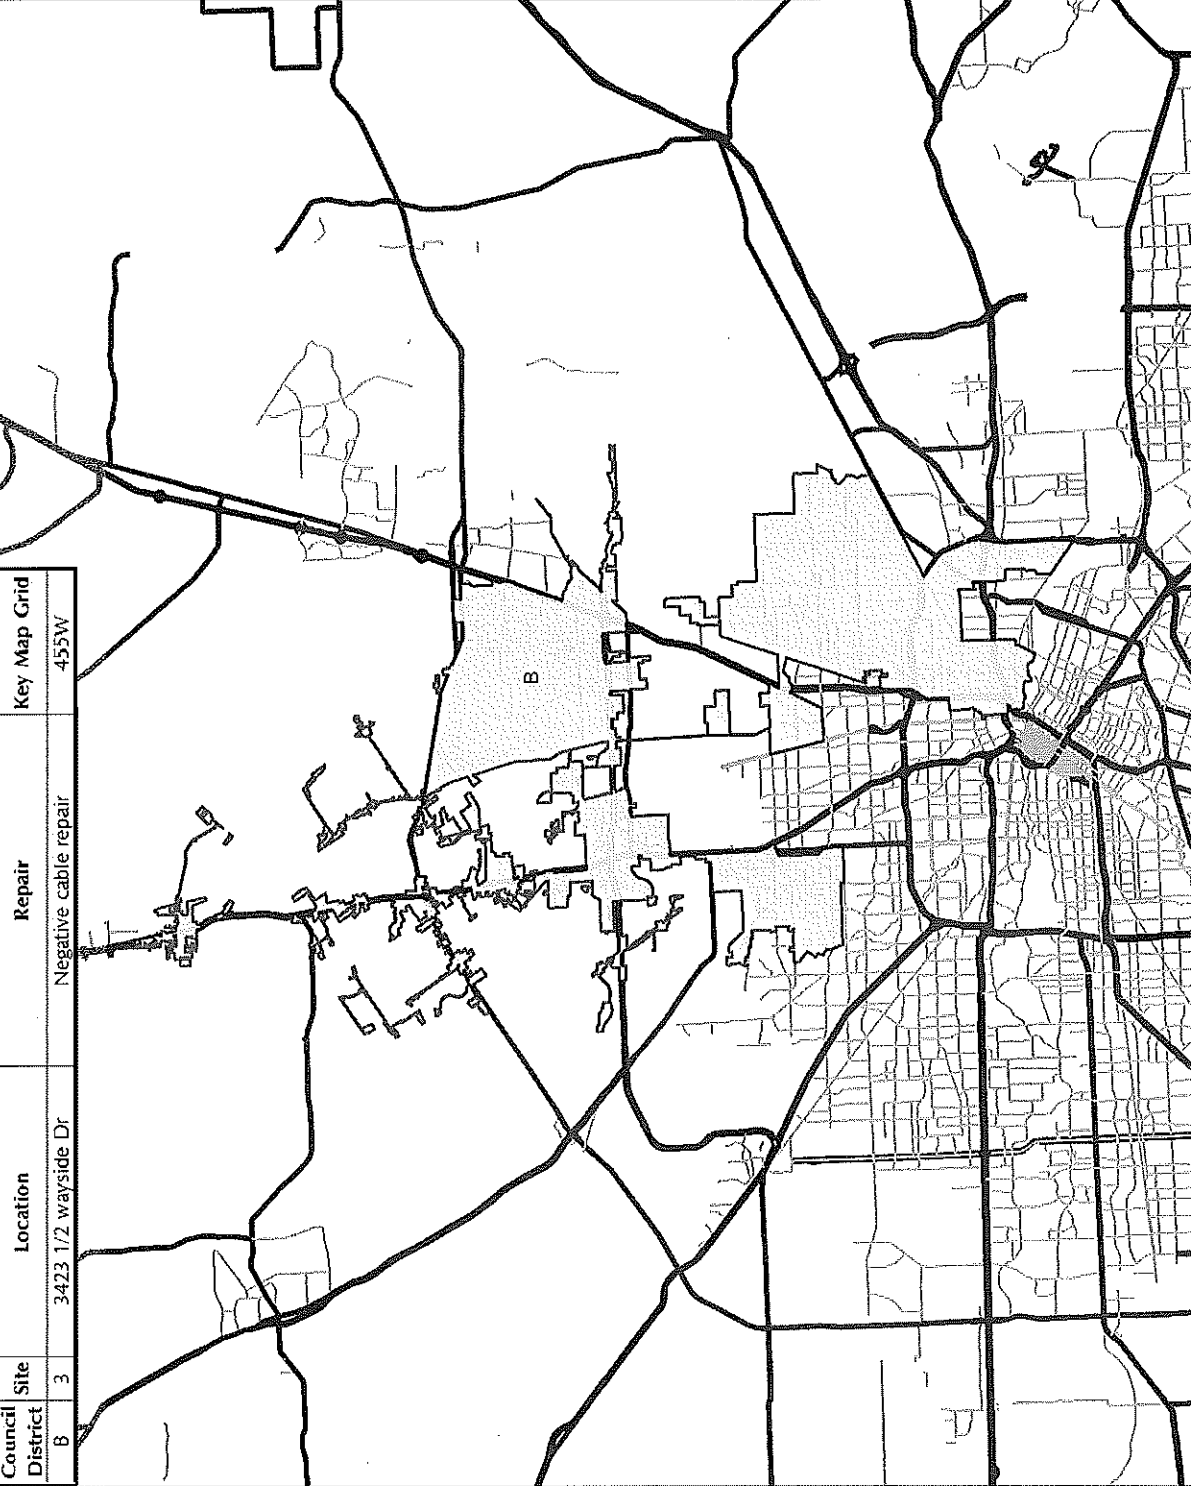 Council District Site Location Repair Key Map Grid
B 3 3423 1/2 wayside Dr Negative cable repair 455W
B